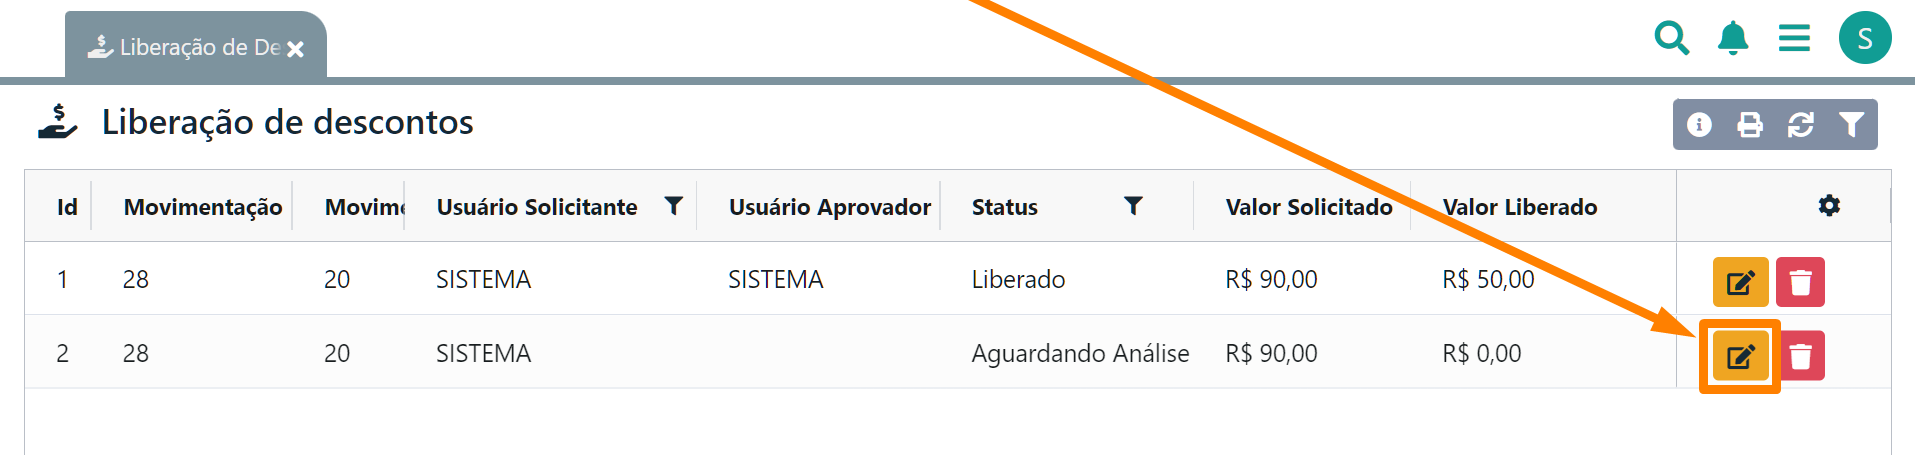 Liberação de De
S
Liberação de descontos
Id Movimentação Movime Usuário Solicitante Usuário Aprovador Status Valor Solicitado Valor Liberado
1 28 20 SISTEMA SISTEMA Liberado R$ 90,00 R$ 50,00
2 28 20 SISTEMA Aguardando Análise R$ 90,00 R$ 0,00